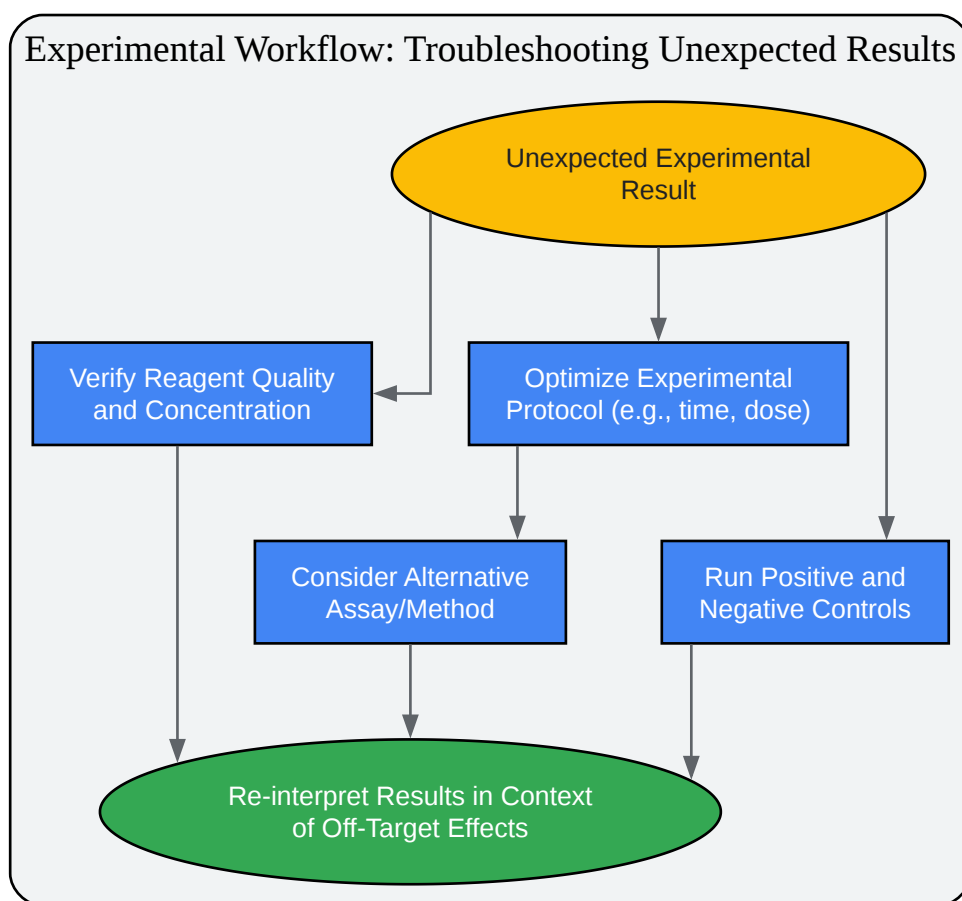 Experimental Workflow: Troubleshooting Unexpected Results
Unexpected Experimental
Result
Verify Reagent Quality
and Concentration
Optimize Experimental
Protocol (e.g., time, dose)
Consider Alternative
Assay/Method
Run Positive and
Negative Controls
Re-interpret Results in Context
of Off-Target Effects